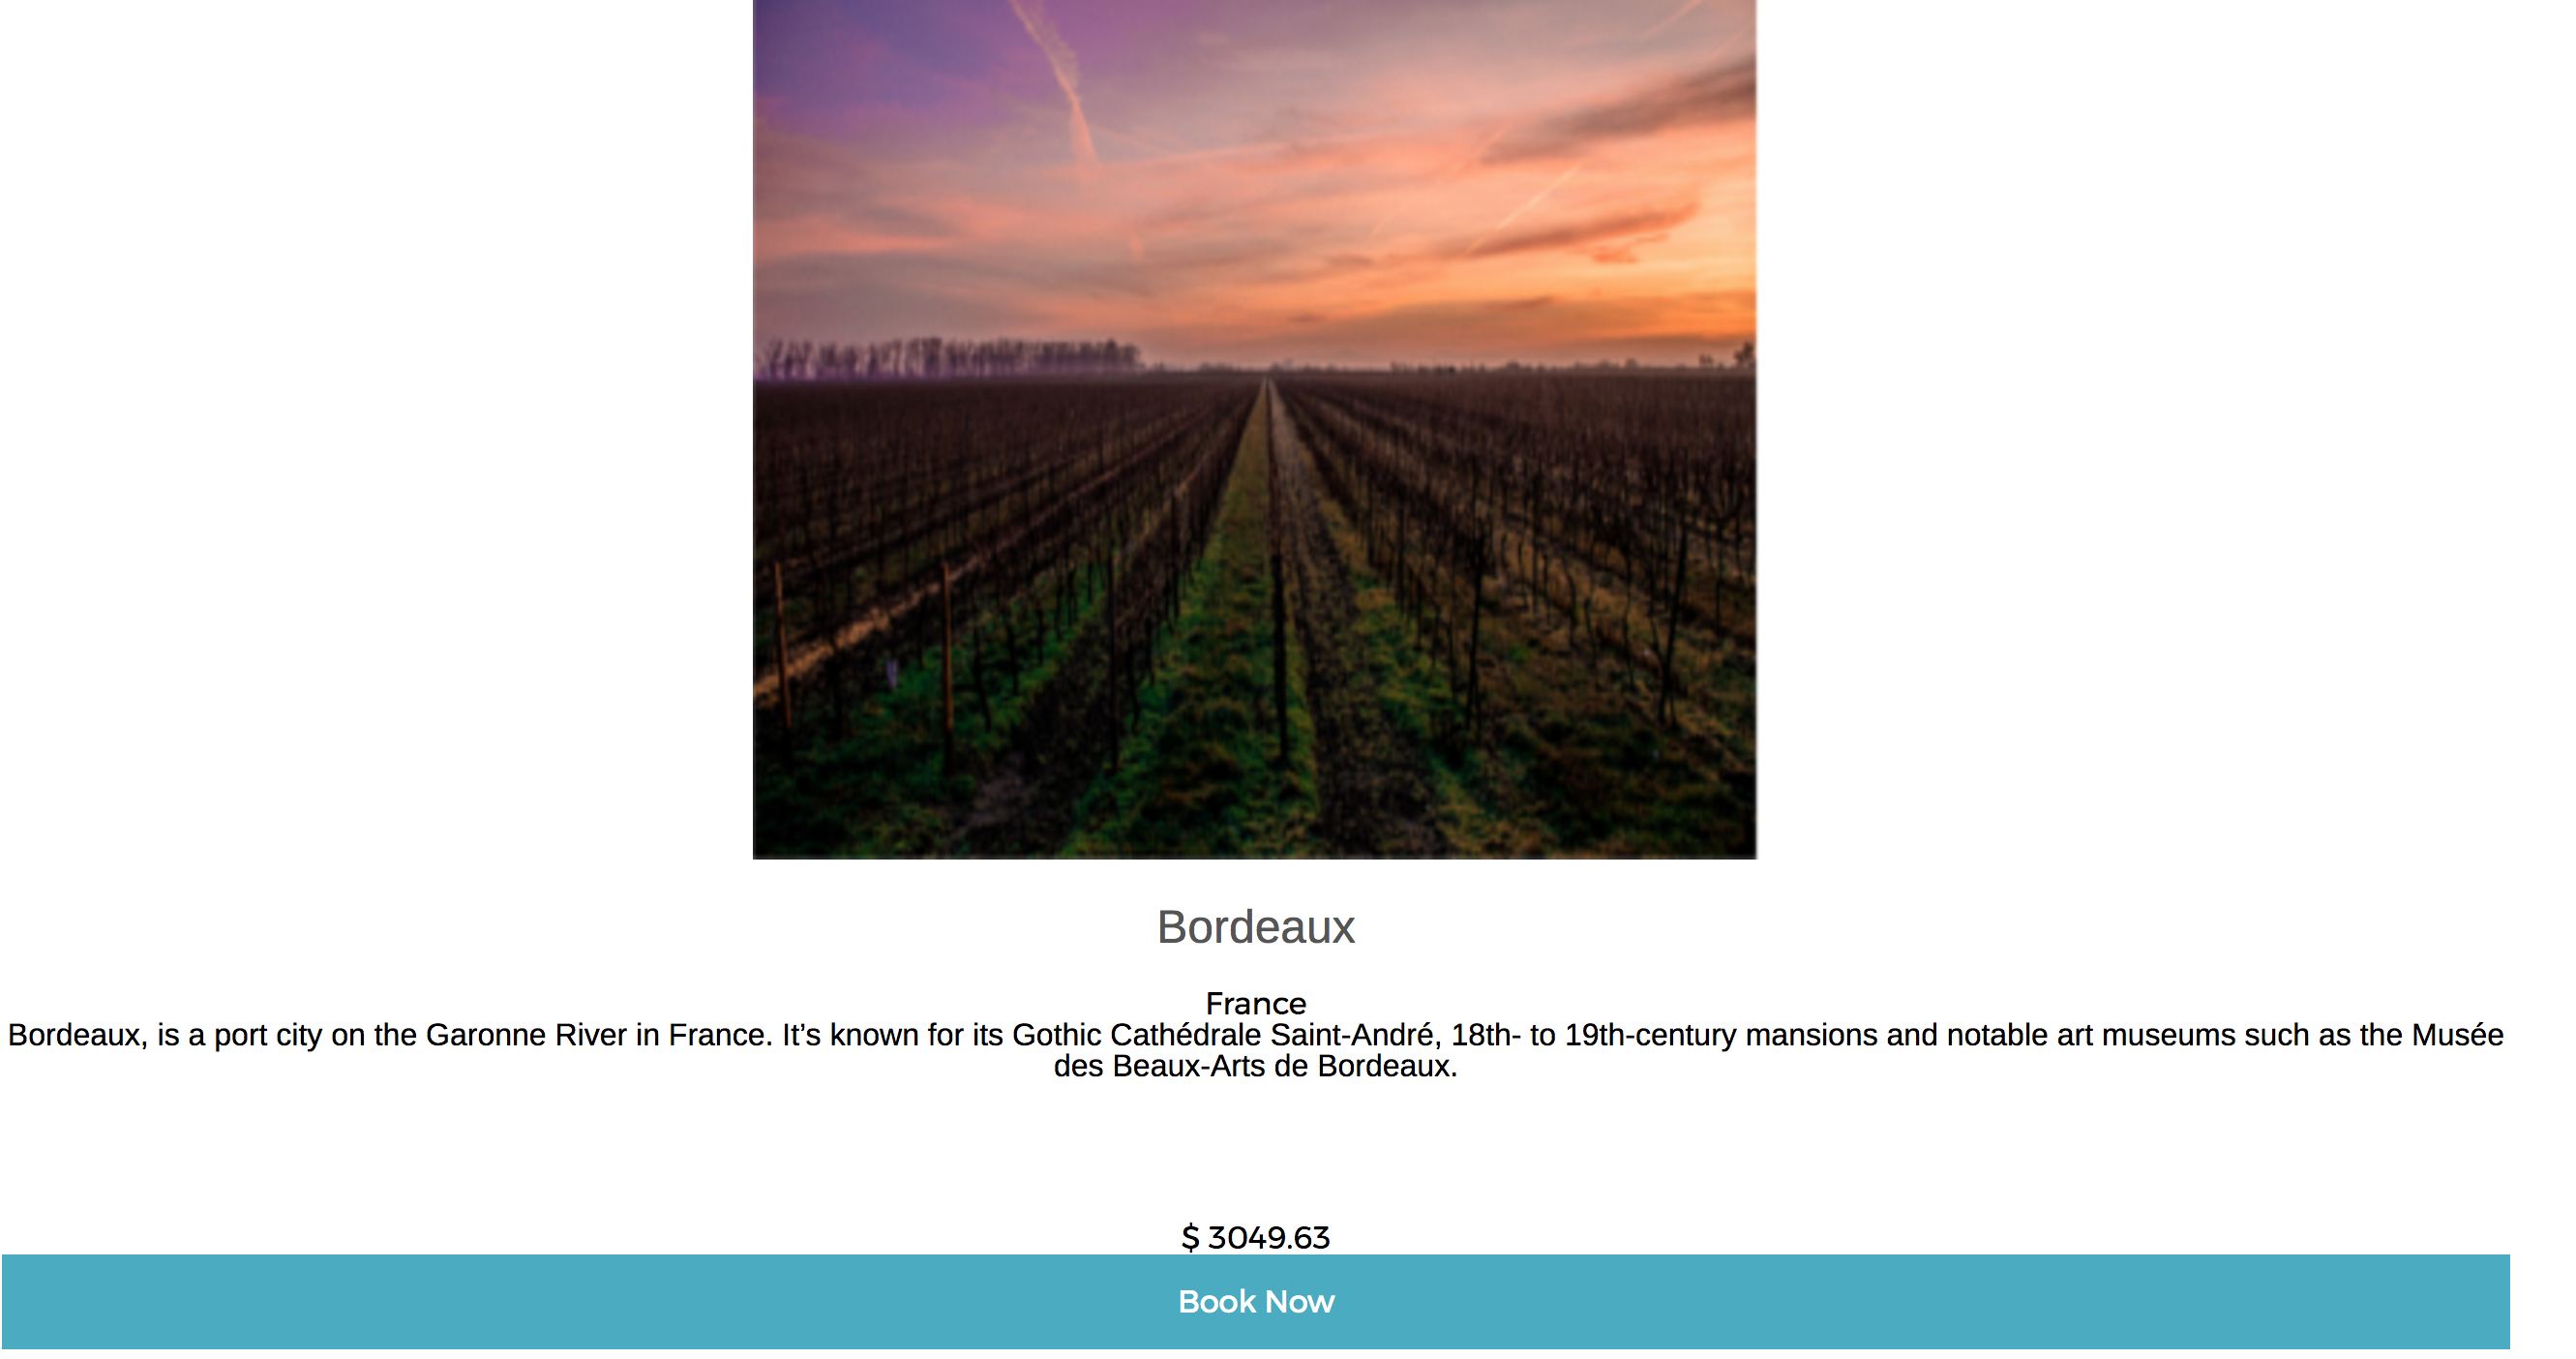 Bordeaux
France
Bordeaux, is a port city on the Garonne River in France. It’s known for its Gothic Cathédrale Saint-André, 18th- to 19th-century mansions and notable art museums such as the Musée
des Beaux-Arts de Bordeaux.
$ 3049.63
Book Now